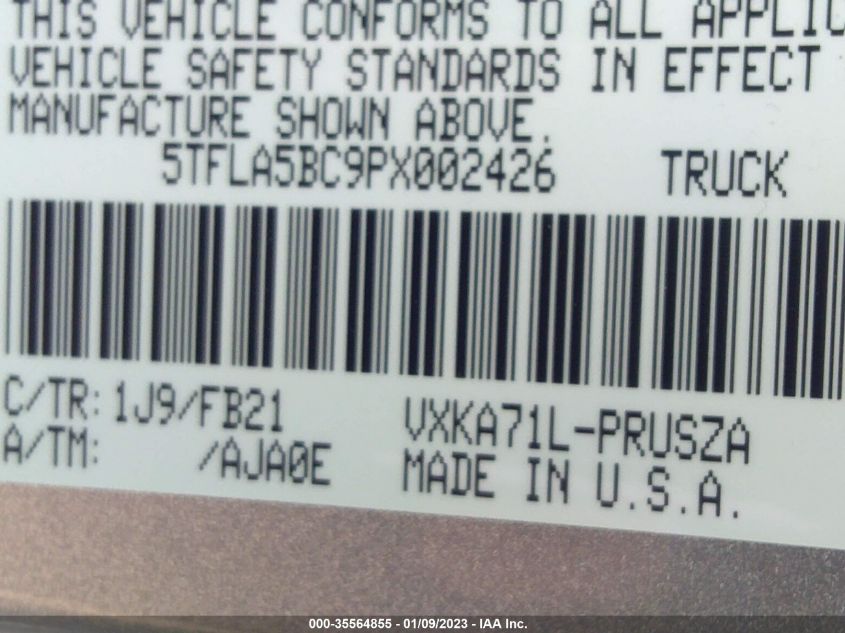 THIS VEHICLE CONFORMS TO ALL
VEHICLE SAFETY STANDARDS IN EFFECT
MANUFACTURE SHOWN ABOVE.
5TFLA5BC9PX002426 TRUCK
C/TR: 1J9/FB21 VXKA71L-PRUSZA
A/TM: /AJA0E MADE IN U.S.A.
000-35564855 - 01/09/2023 - IAA Inc.